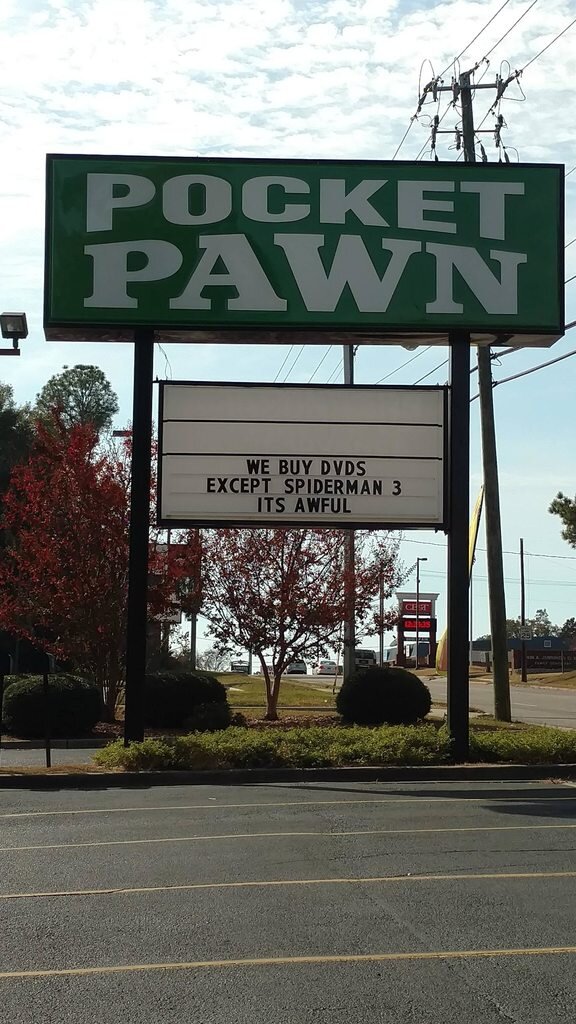 POCKET
PAWN
WE BUY DVDS
EXCEPT SPIDERMAN 3
ITS AWFUL